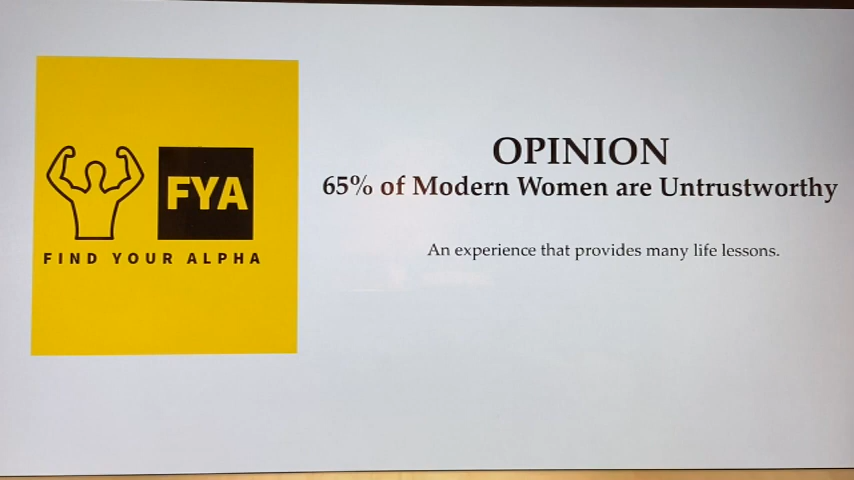 FYA
FIND YOUR ALPHA
OPINION
65% of Modern Women are Untrustworthy
An experience that provides many life lessons.